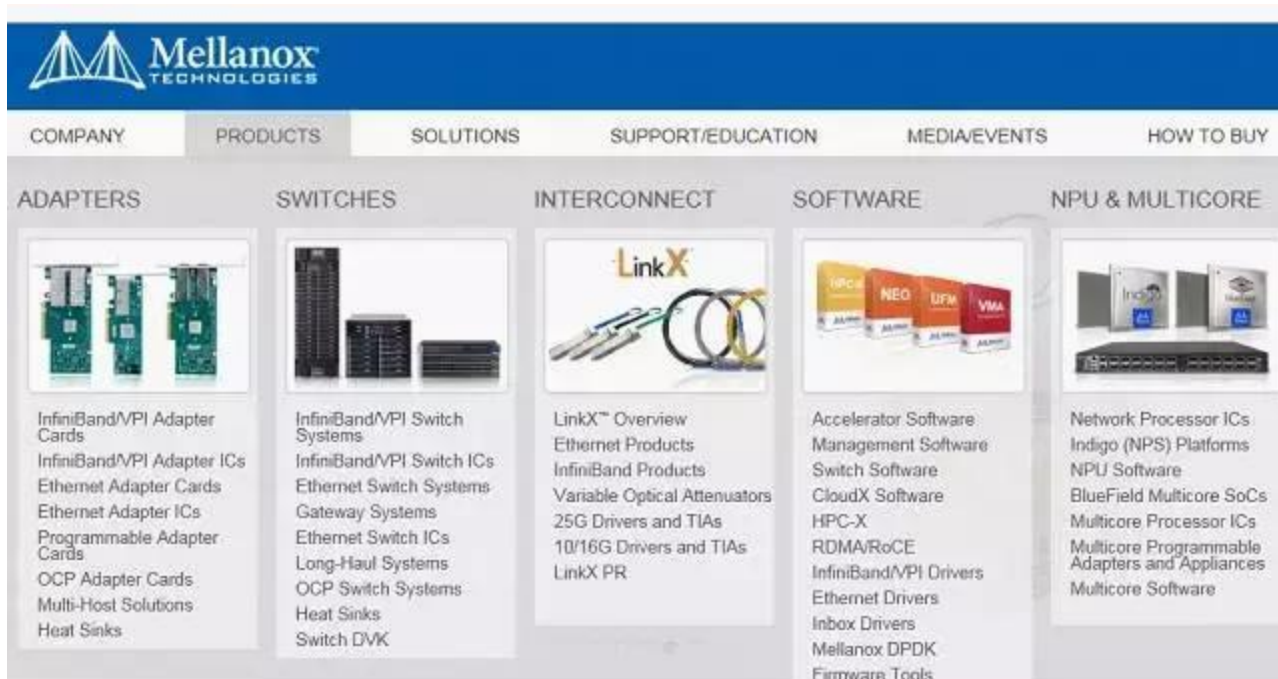 Mellanox
TECHNOLOGIES
COMPANY PRODUCTS SOLUTIONS SUPPORT/EDUCATION MEDIA/EVENTS HOW TO BUY
ADAPTERS
InfiniBand/VPI Adapter
Cards
InfiniBand/VPI Adapter ICs
Ethernet Adapter Cards
Ethernet Adapter ICs
Programmable Adapter
Cards
OCP Adapter Cards
Multi-Host Solutions
Heat Sinks
SWITCHES
InfiniBand/VPI Switch
Systems
InfiniBand/VPI Switch ICs
Ethernet Switch Systems
Gateway Systems
Ethernet Switch ICs
Long-Haul Systems
OCP Switch Systems
Heat Sinks
Switch DVK
INTERCONNECT
LinkX
LinkX™ Overview
Ethernet Products
InfiniBand Products
Variable Optical Attenuators
25G Drivers and TIAs
10/16G Drivers and TIAs
LinkX PR
SOFTWARE
HPC-X NEO UFM VMA
Accelerator Software
Management Software
Switch Software
CloudX Software
HPC-X
RDMA/RoCE
InfiniBand/VPI Drivers
Ethernet Drivers
Inbox Drivers
Mellanox DPDK
Firmware Tools
NPU & MULTICORE
Indigo BlueField
Network Processor ICs
Indigo (NPS) Platforms
NPU Software
BlueField Multicore SoCs
Multicore Processor ICs
Multicore Programmable
Adapters and Appliances
Multicore Software